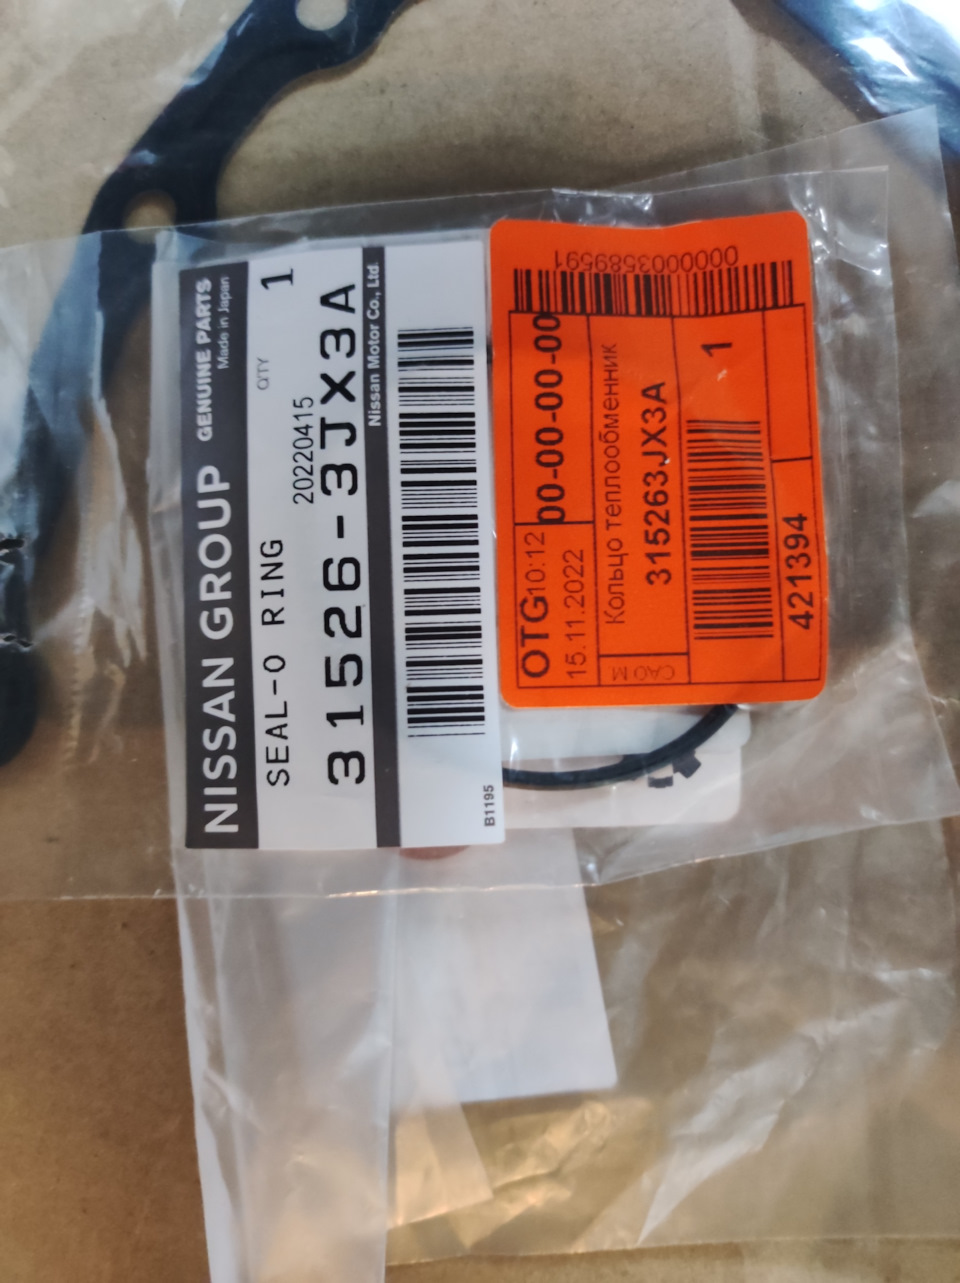 NISSAN GROUP GENUINE PARTS
Made in Japan
SEAL-O RING QTY 1
20220415
31526-3JX3A
Nissan Motor Co., Ltd.
B1195
0000003589591
OTG 10:12 00-00-00-00
15.11.2022
Кольцо теплообменник
315263JX3A
CAO M
1
421394